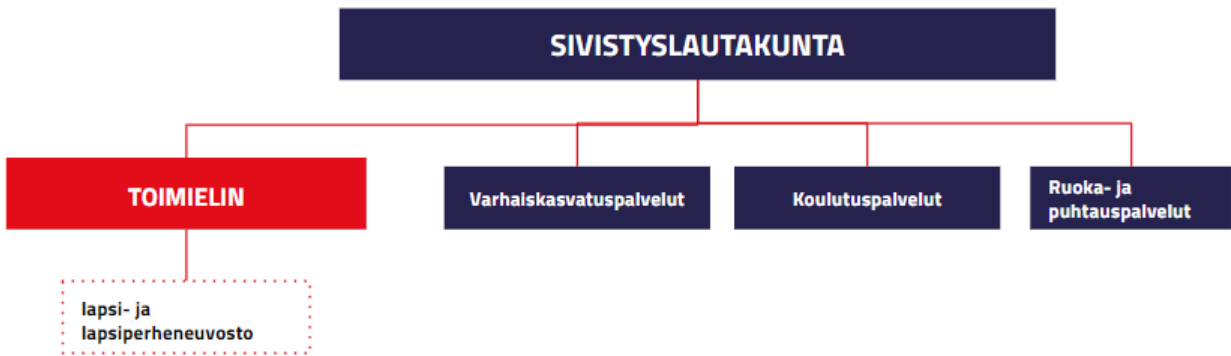 SIVISTYSLAUTAKUNTA
TOIMIELIN
Varhaiskasvatuspalvelut
Koulutuspalvelut
Ruoka- ja
puhtauspalvelut
lapsi- ja
lapsiperheneuvosto